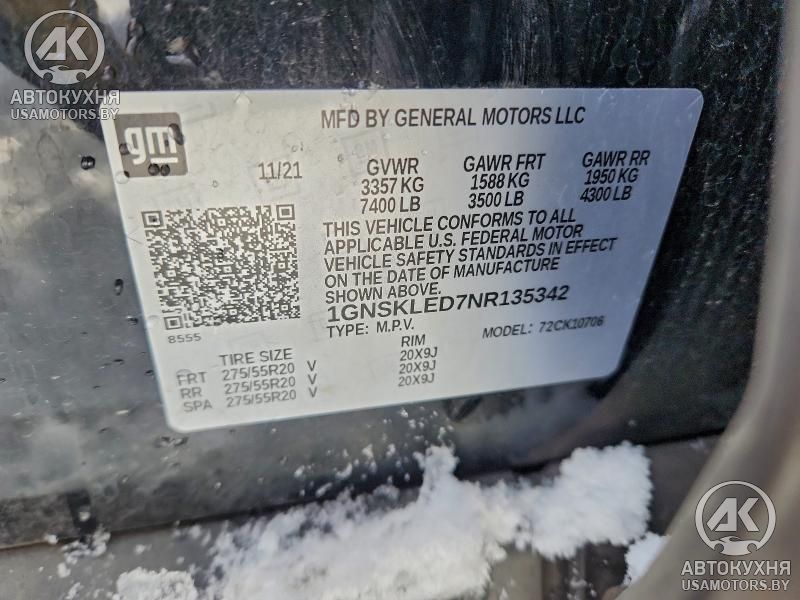 АВТОКУХНЯ
USAMOTORS.BY
gm
MFD BY GENERAL MOTORS LLC
11/21 GVWR GAWR FRT GAWR RR
3357 KG 1588 KG 1950 KG
7400 LB 3500 LB 4300 LB
THIS VEHICLE CONFORMS TO ALL
APPLICABLE U.S. FEDERAL MOTOR
VEHICLE SAFETY STANDARDS IN EFFECT
ON THE DATE OF MANUFACTURE
SHOWN ABOVE.
1GNSKLED7NR135342
8555
TYPE: M.P.V. MODEL: 72CK10706
TIRE SIZE RIM
FRT 275/55R20 V 20X9J
RR 275/55R20 V 20X9J
SPA 275/55R20 V 20X9J
АК
АВТОКУХНЯ
USAMOTORS.BY